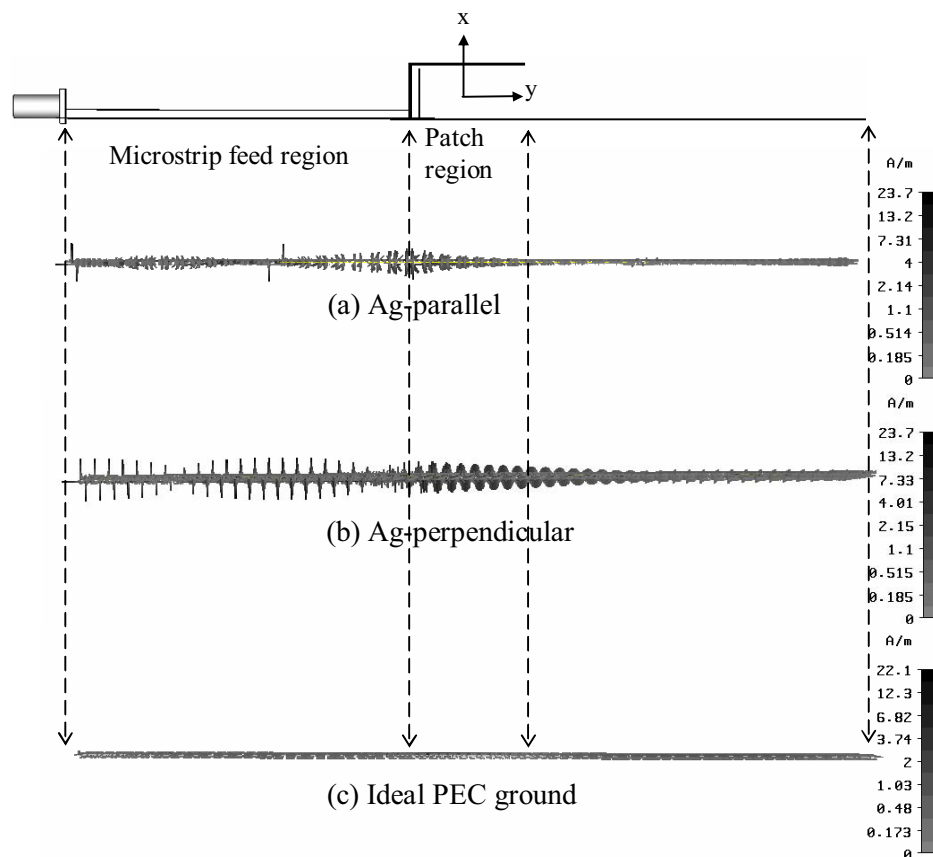 x
y
Microstrip feed region
Patch
region
A/m
23.7
13.2
7.31
4
2.14
1.1
0.514
0.185
0
(a) Ag-parallel
A/m
23.7
13.2
7.33
4.01
2.15
1.1
0.515
0.185
0
(b) Ag-perpendicular
A/m
22.1
12.3
6.82
3.74
2
1.03
0.48
0.173
0
(c) Ideal PEC ground